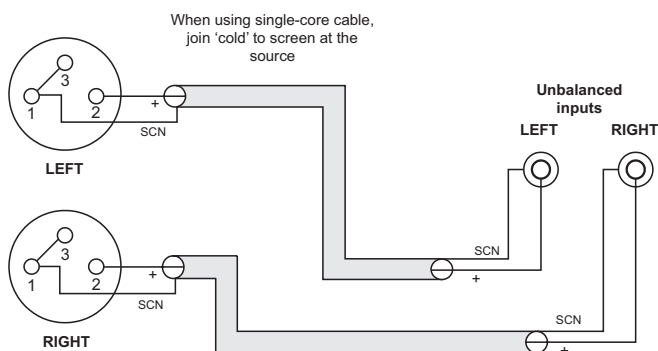 When using single-core cable,
join ‘cold’ to screen at the
source
3
1
2
+
SCN
LEFT
Unbalanced
inputs
LEFT
RIGHT
SCN
+
3
1
2
+
SCN
RIGHT
SCN
+